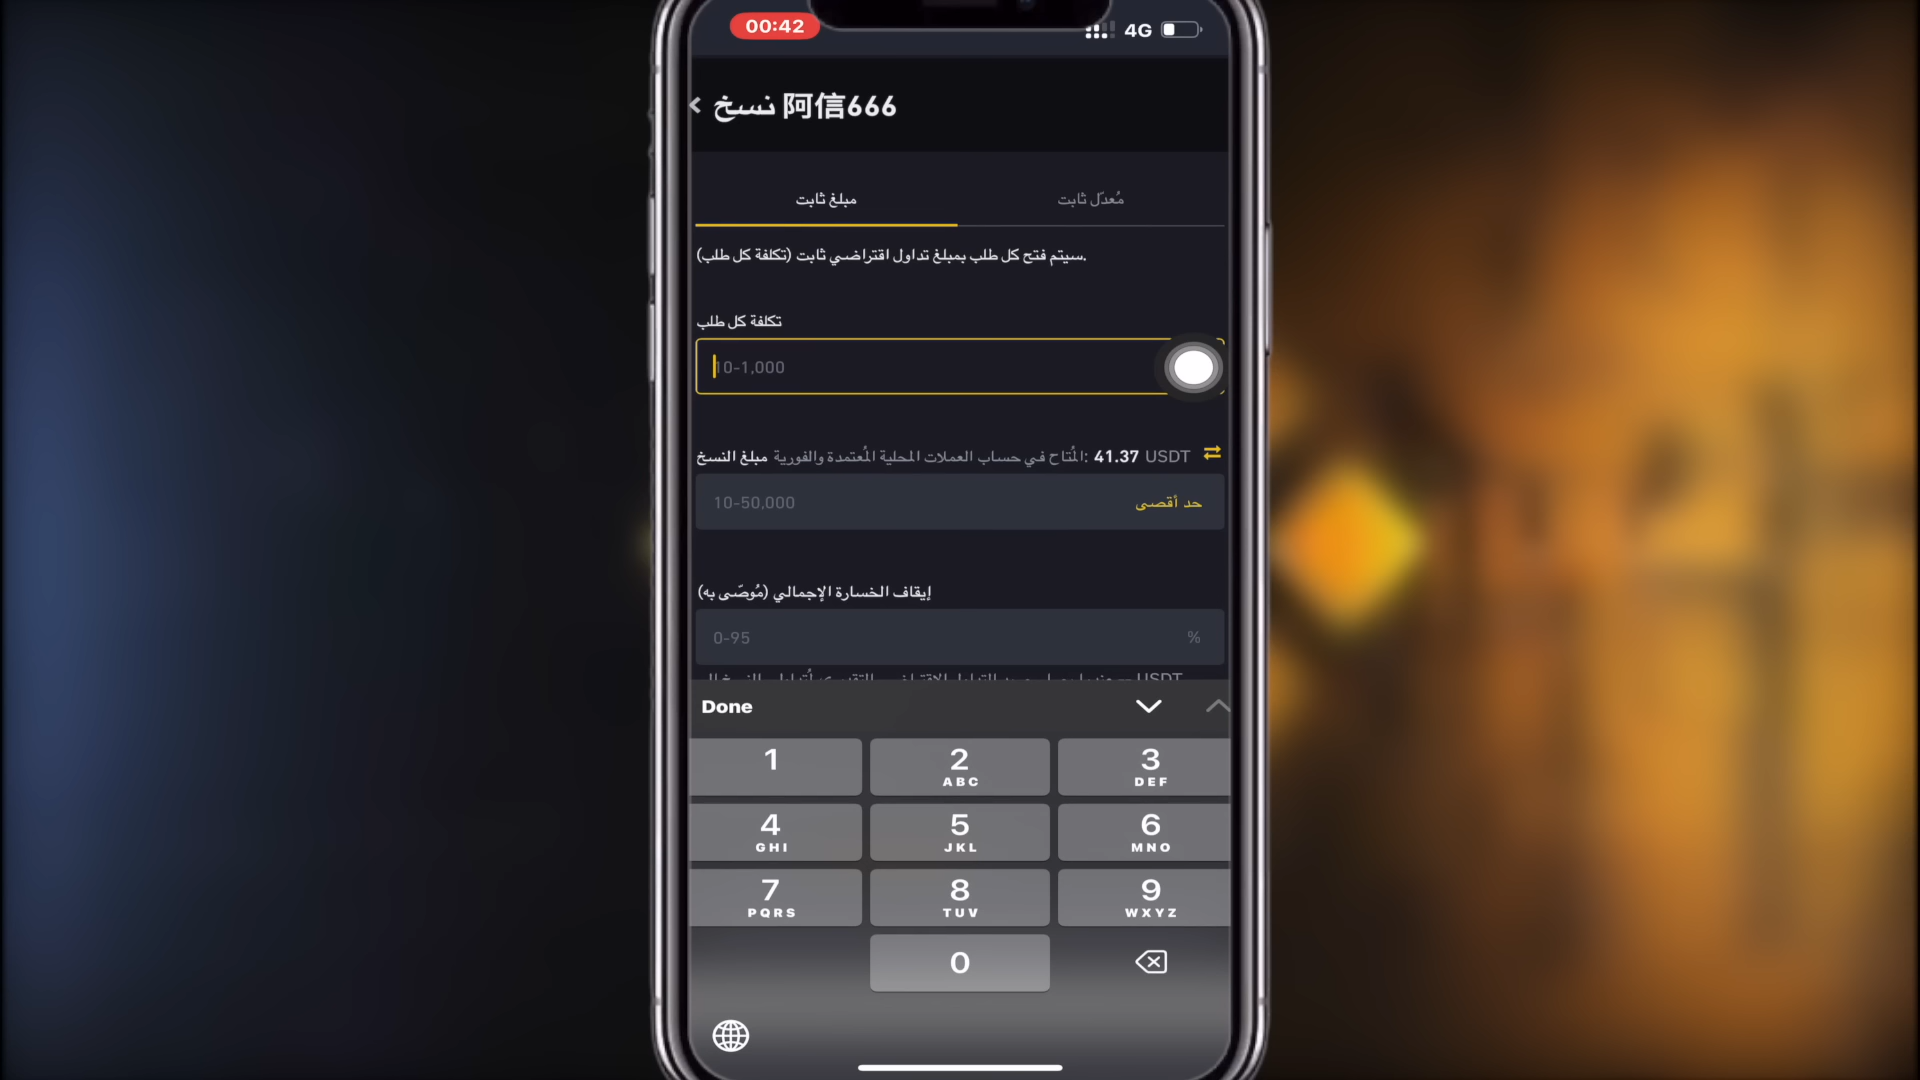 00:42
4G
نسخ 阿信666
مبلغ ثابت
مُعدّل ثابت
سيتم فتح كل طلب بمبلغ تداول اقتراضي ثابت (تكلفة كل طلب).
تكلفة كل طلب
10-1,000
مبلغ النسخ المُتاح في حساب العملات المحلية المُعتمدة والفورية: 41.37 USDT
10-50,000
حد أقصى
إيقاف الخسارة الإجمالي (مُوصّى به)
0-95
%
USDT
Done
1
2 ABC
3 DEF
4 GHI
5 JKL
6 MNO
7 PQRS
8 TUV
9 WXYZ
0